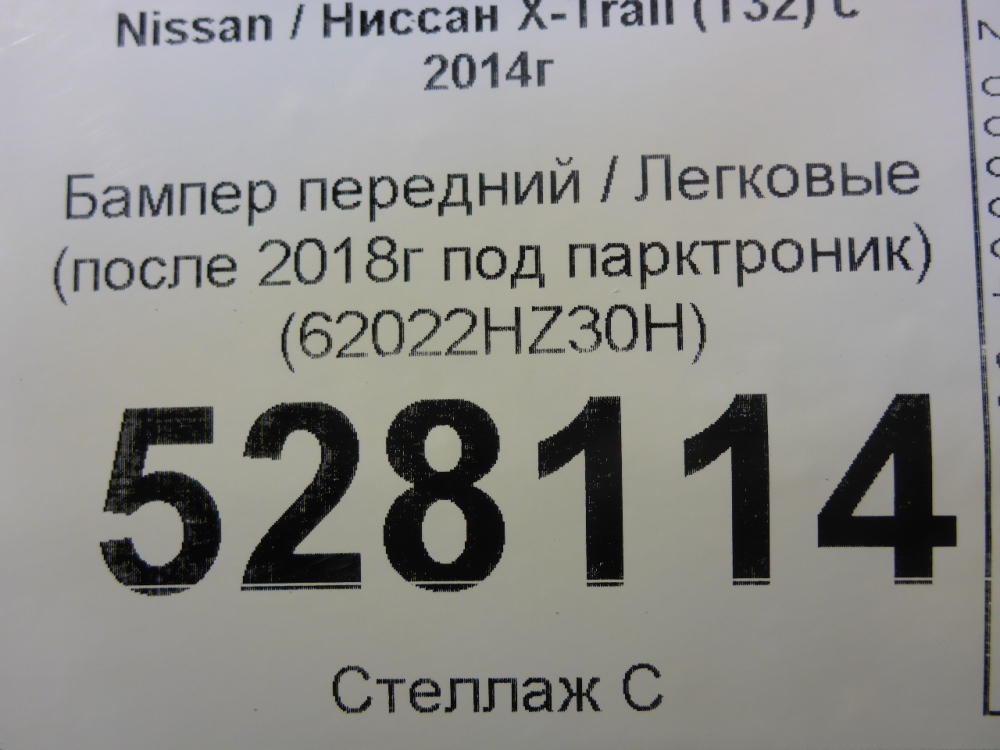 Nissan / Ниссан X-Trail (T32) с
2014г
Бампер передний / Легковые
(после 2018г под парктроник)
(62022HZ30H)
528114
Стеллаж С